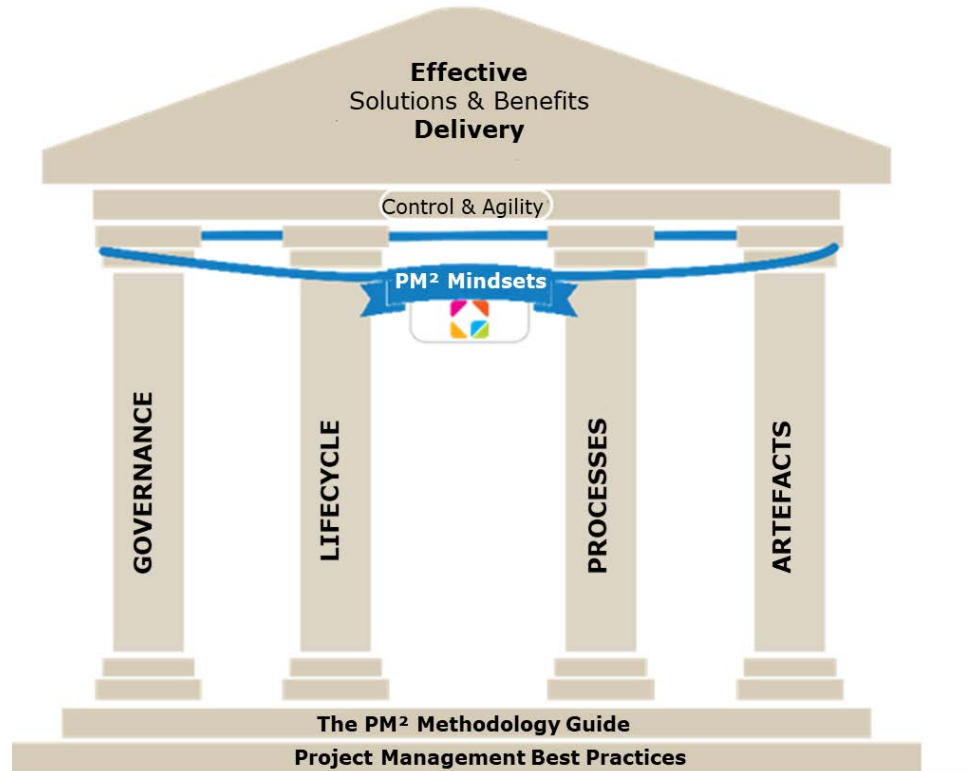 Effective
Solutions & Benefits
Delivery
Control & Agility
PM² Mindsets
GOVERNANCE
LIFECYCLE
PROCESSES
ARTEFACTS
The PM² Methodology Guide
Project Management Best Practices